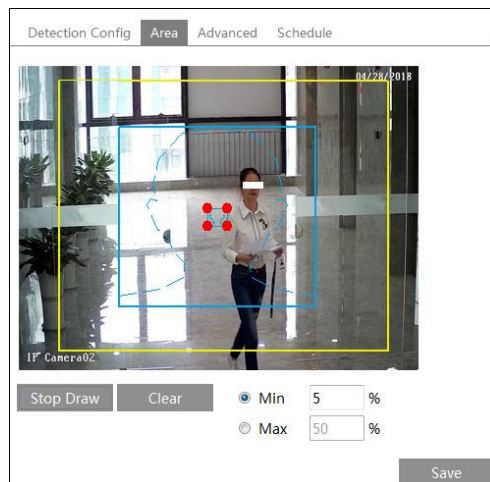 Detection Config Area Advanced Schedule
04/28/2018
IP Camera02
Stop Draw Clear Min 5 %
Max 50 %
Save